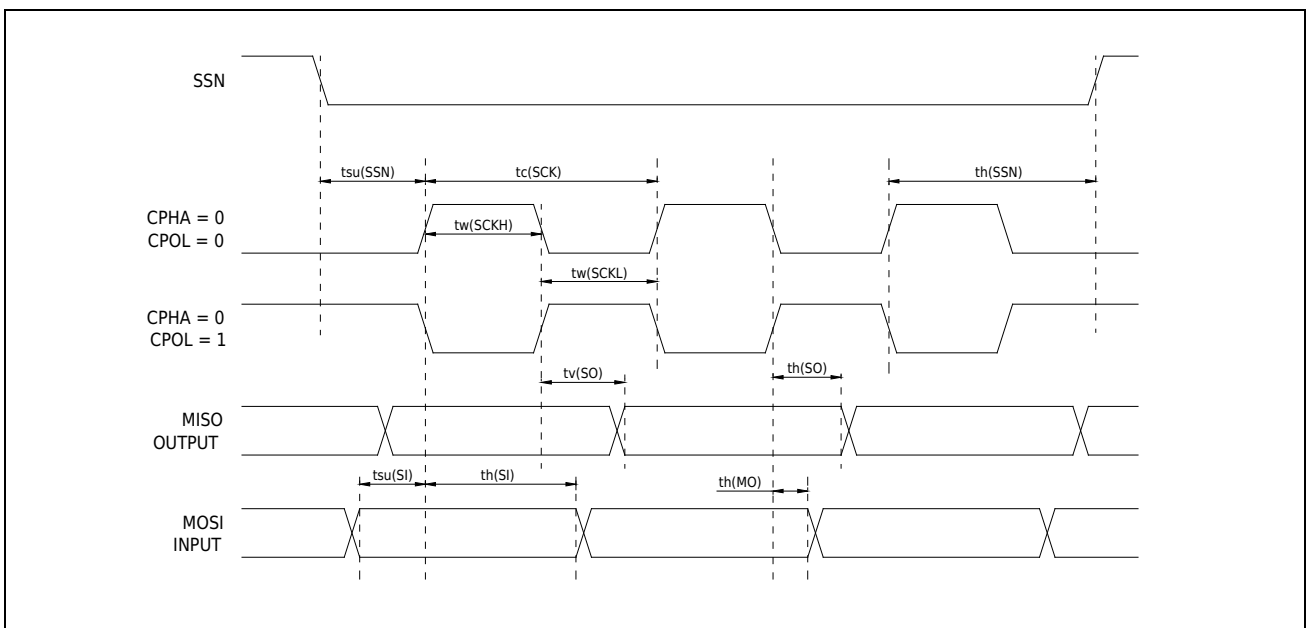 SSN
tsu(SSN)
tc(SCK)
th(SSN)
CPHA = 0
CPOL = 0
tw(SCKH)
tw(SCKL)
CPHA = 0
CPOL = 1
tv(SO)
th(SO)
MISO
OUTPUT
tsu(SI)
th(SI)
th(MO)
MOSI
INPUT